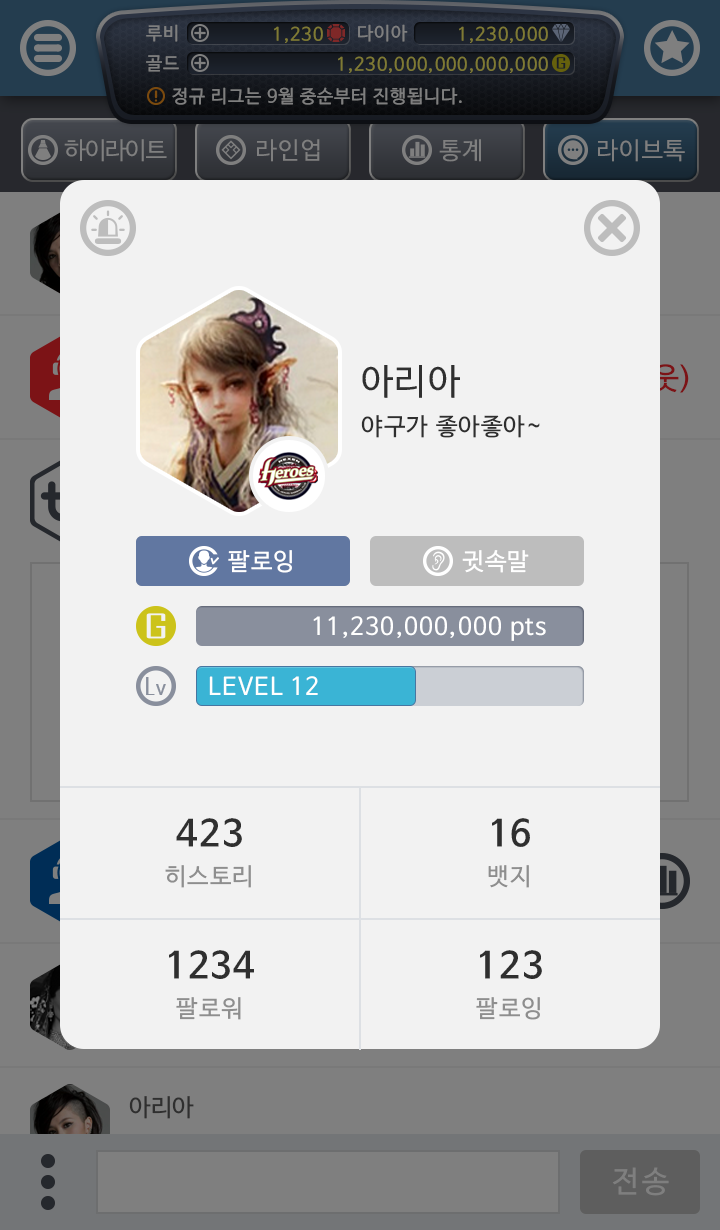 루비 1,230 다이아 1,230,000
골드 1,230,000,000,000,000 G
정규 리그는 9월 중순부터 진행됩니다.
하이라이트 라인업 통계 라이브톡
웃)
아리아
야구가 좋아좋아~
Heroes
팔로잉 귓속말
G 11,230,000,000 pts
Lv LEVEL 12
423 16
히스토리 뱃지
1234 123
팔로워 팔로잉
아리아
전송